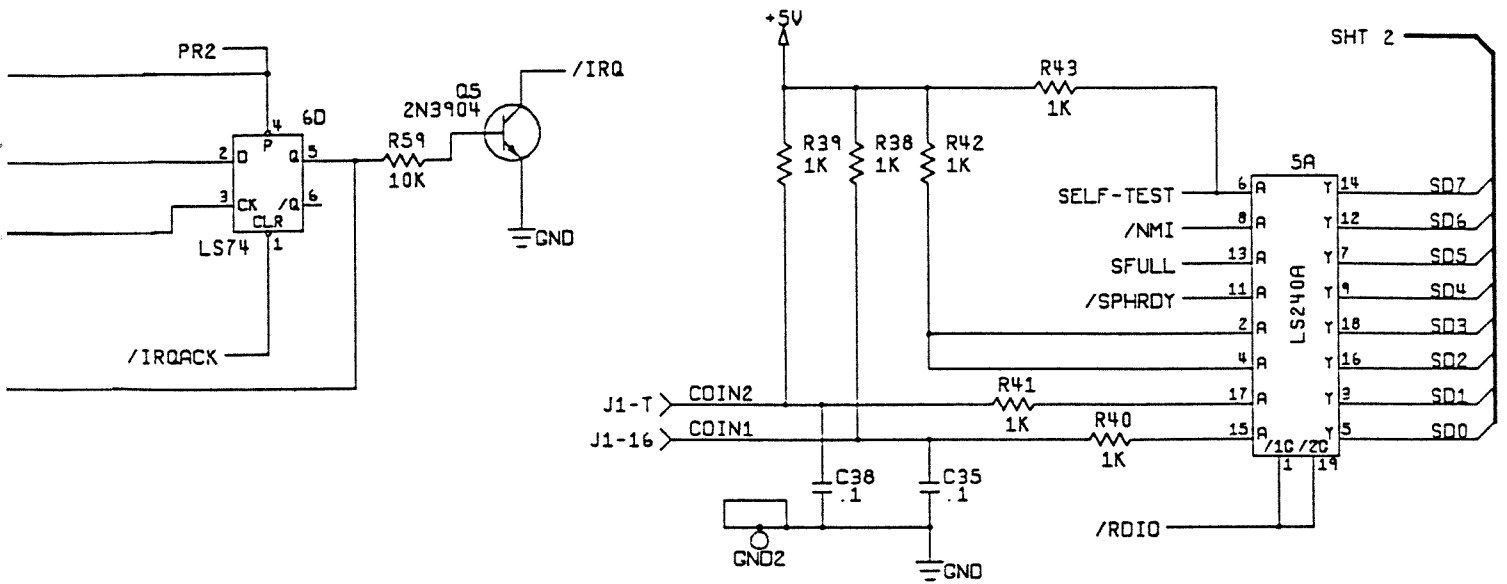 PR2
4
6D
P
2 D Q 5
3 CK /Q 6
CLR
LS74 1
/IRQACK
R59
10K
Q5
2N3904
/IRQ
GND
+5V
R43
1K
R39
1K
R38
1K
R42
1K
SHT 2
5A
LS240A
SELF-TEST 6 A Y 14 SD7
/NMI 8 A Y 12 SD6
SFULL 13 A Y 7 SD5
/SPHRDY 11 A Y 9 SD4
2 A Y 18 SD3
4 A Y 16 SD2
J1-T COIN2 R41 1K 17 A Y 3 SD1
J1-16 COIN1 R40 1K 15 A Y 5 SD0
/1G /2G
1 19
/RDIO
C38
.1
C35
.1
GND2
GND